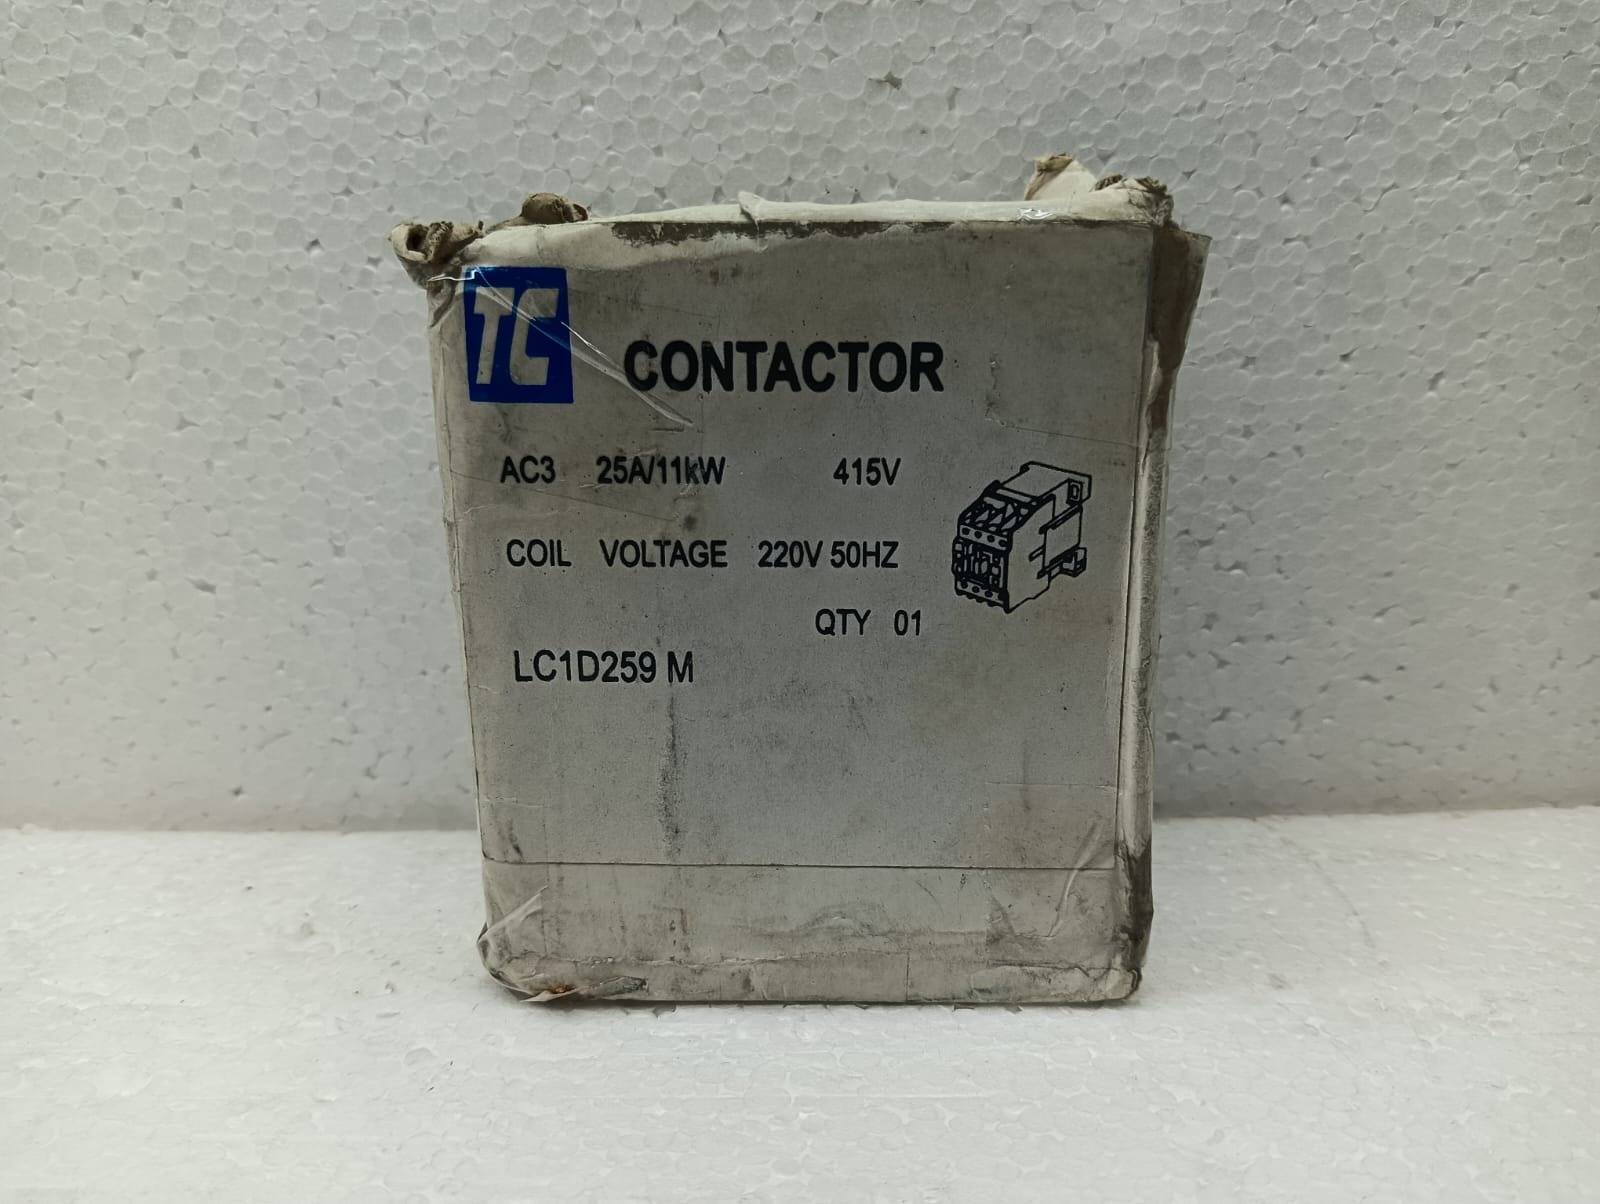 TC
CONTACTOR
AC3 25A/11kW 415V
COIL VOLTAGE 220V 50HZ
QTY 01
LC1D259 M